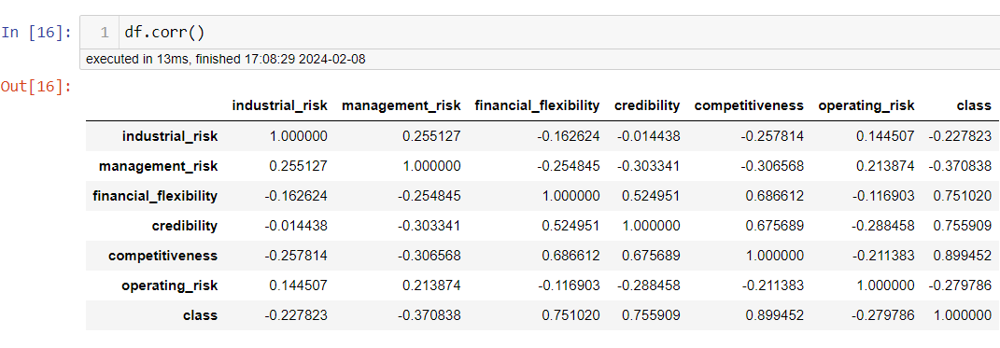 In [16]: 1 df.corr()
executed in 13ms, finished 17:08:29 2024-02-08
Out[16]:
industrial_risk management_risk financial_flexibility credibility competitiveness operating_risk class
industrial_risk 1.000000 0.255127 -0.162624 -0.014438 -0.257814 0.144507 -0.227823
management_risk 0.255127 1.000000 -0.254845 -0.303341 -0.306568 0.213874 -0.370838
financial_flexibility -0.162624 -0.254845 1.000000 0.524951 0.686612 -0.116903 0.751020
credibility -0.014438 -0.303341 0.524951 1.000000 0.675689 -0.288458 0.755909
competitiveness -0.257814 -0.306568 0.686612 0.675689 1.000000 -0.211383 0.899452
operating_risk 0.144507 0.213874 -0.116903 -0.288458 -0.211383 1.000000 -0.279786
class -0.227823 -0.370838 0.751020 0.755909 0.899452 -0.279786 1.000000